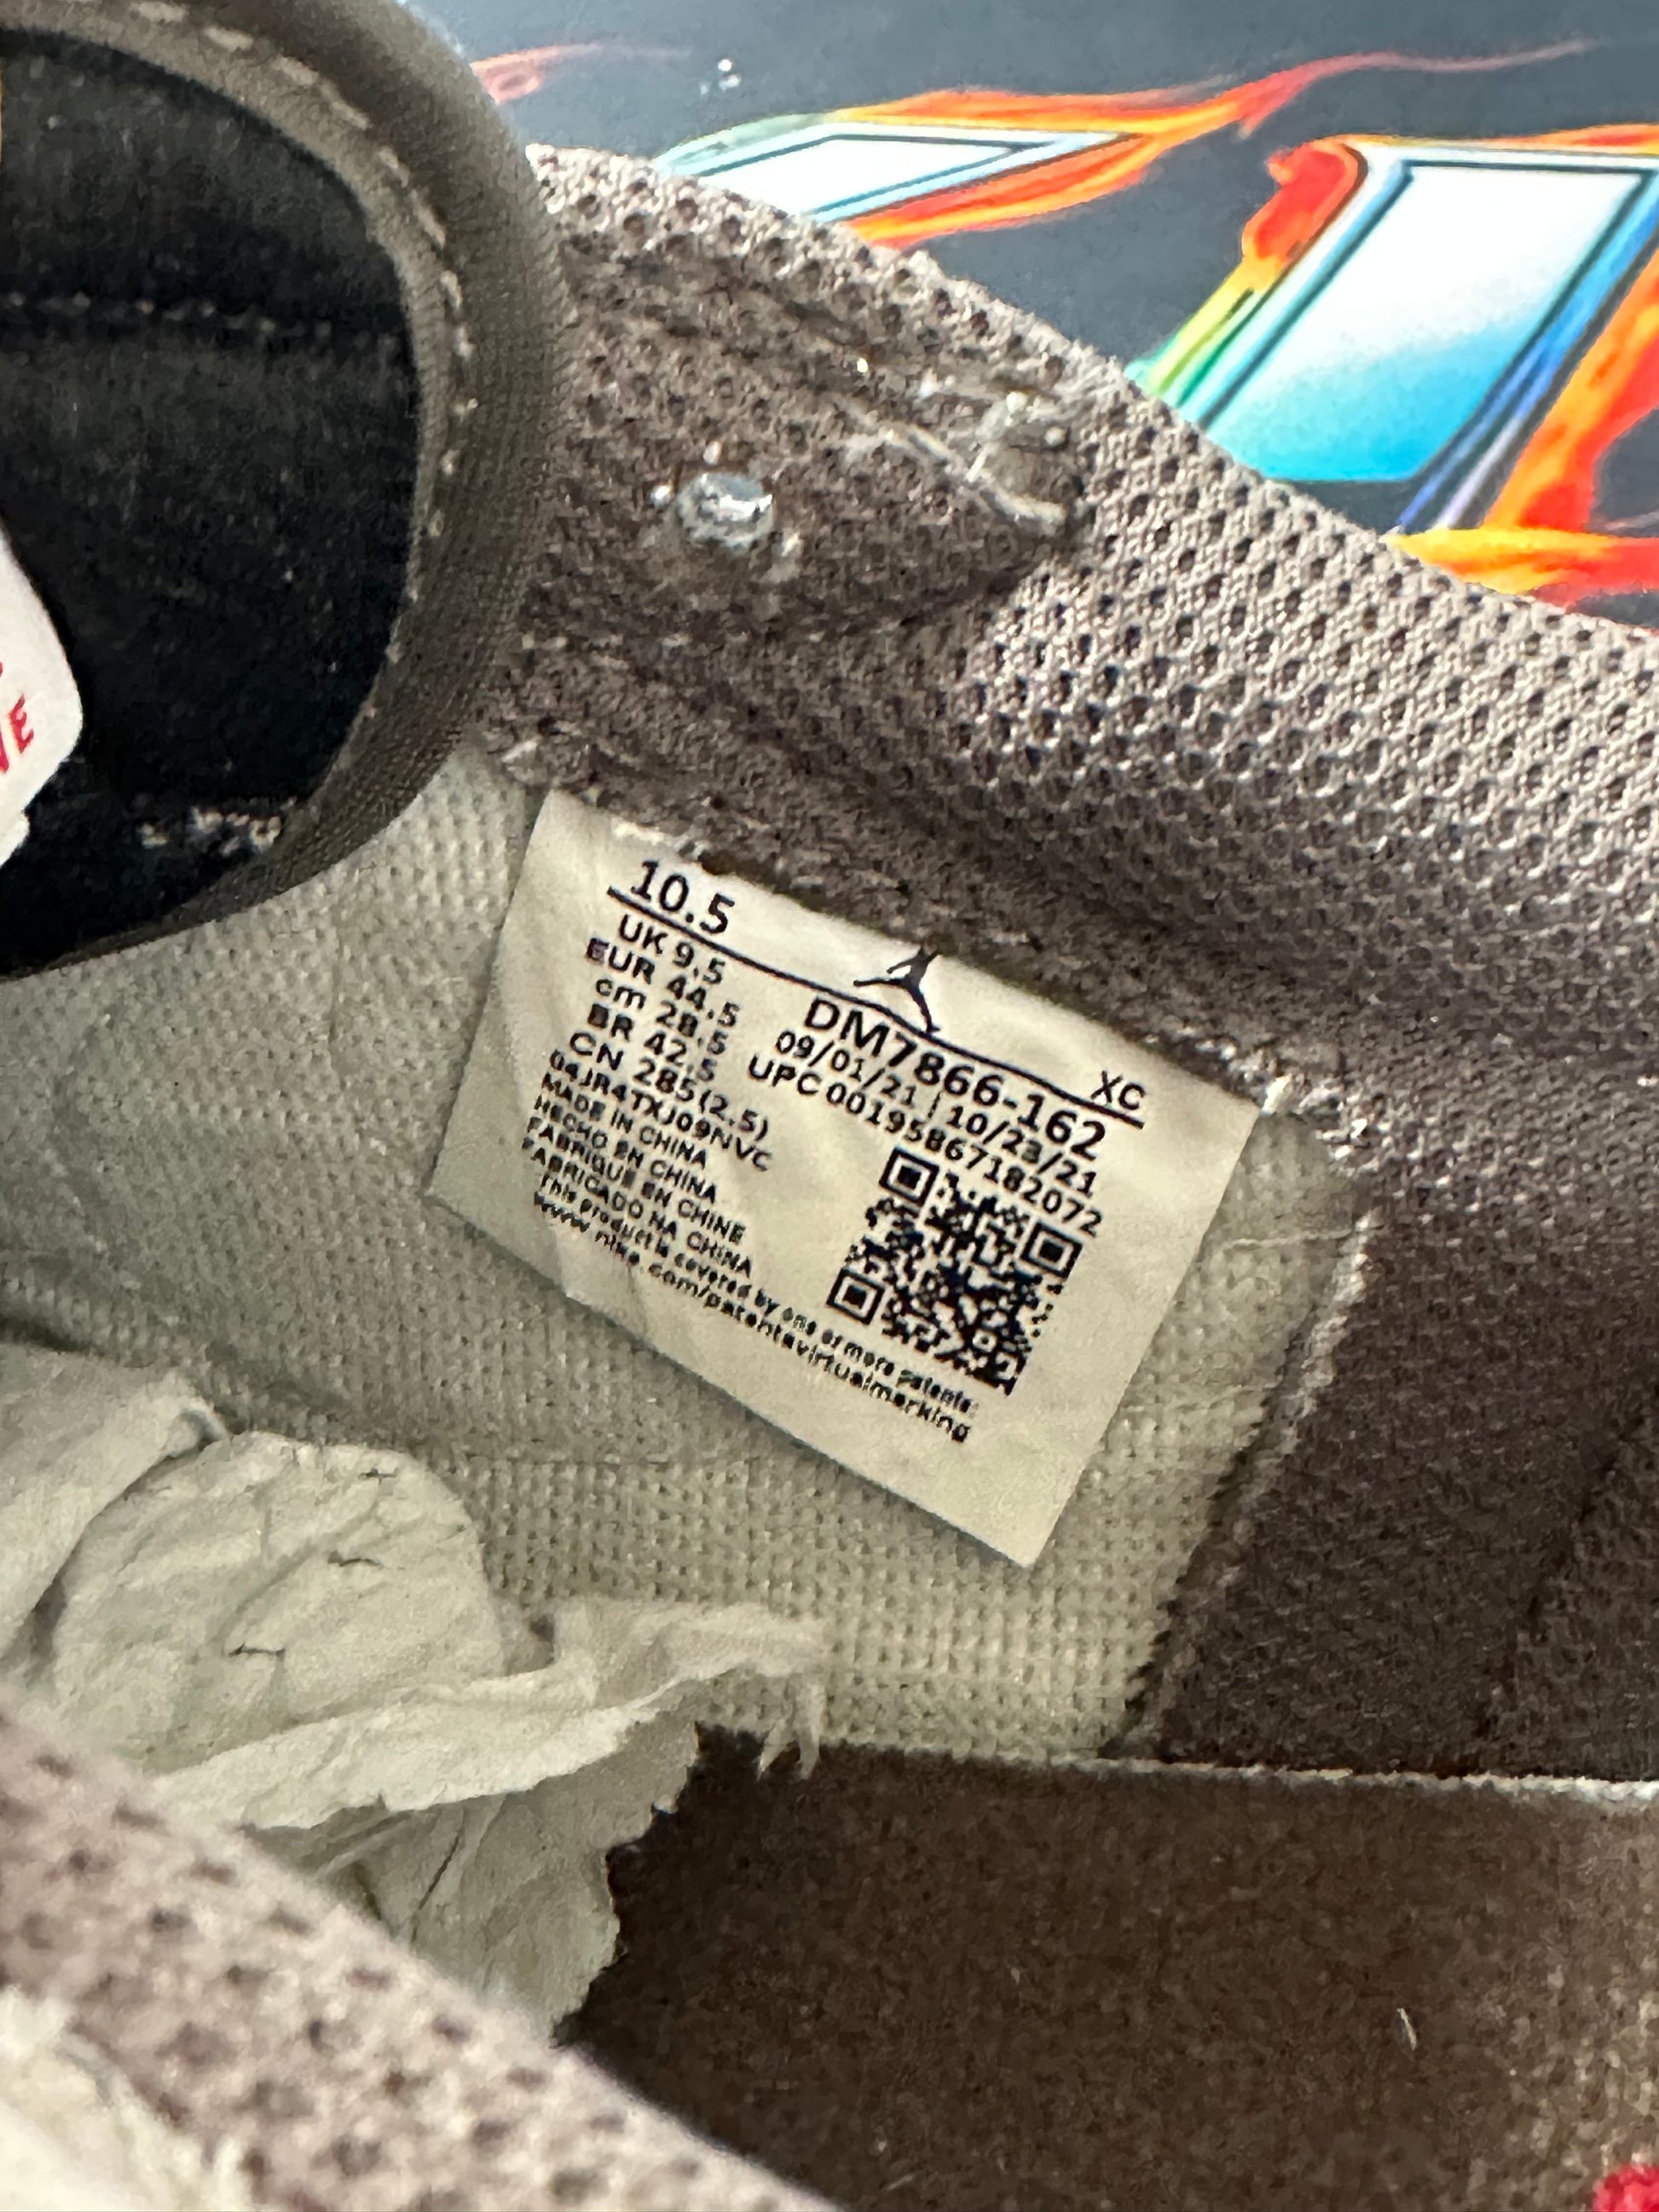 10.5
UK 9.5
EUR 44.5
cm 28.5
BR 42.5
CN 285(2.5)
04JR4TXJ09NVC
MADE IN CHINA
HECHO EN CHINA
FABRIQUE EN CHINE
FABRICADO NA CHINA
This product is covered by one or more patents:
www.nike.com/patentsvirtualmarking
XC
DM7866-162
09/01/21 | 10/23/21
UPC 00195867182072